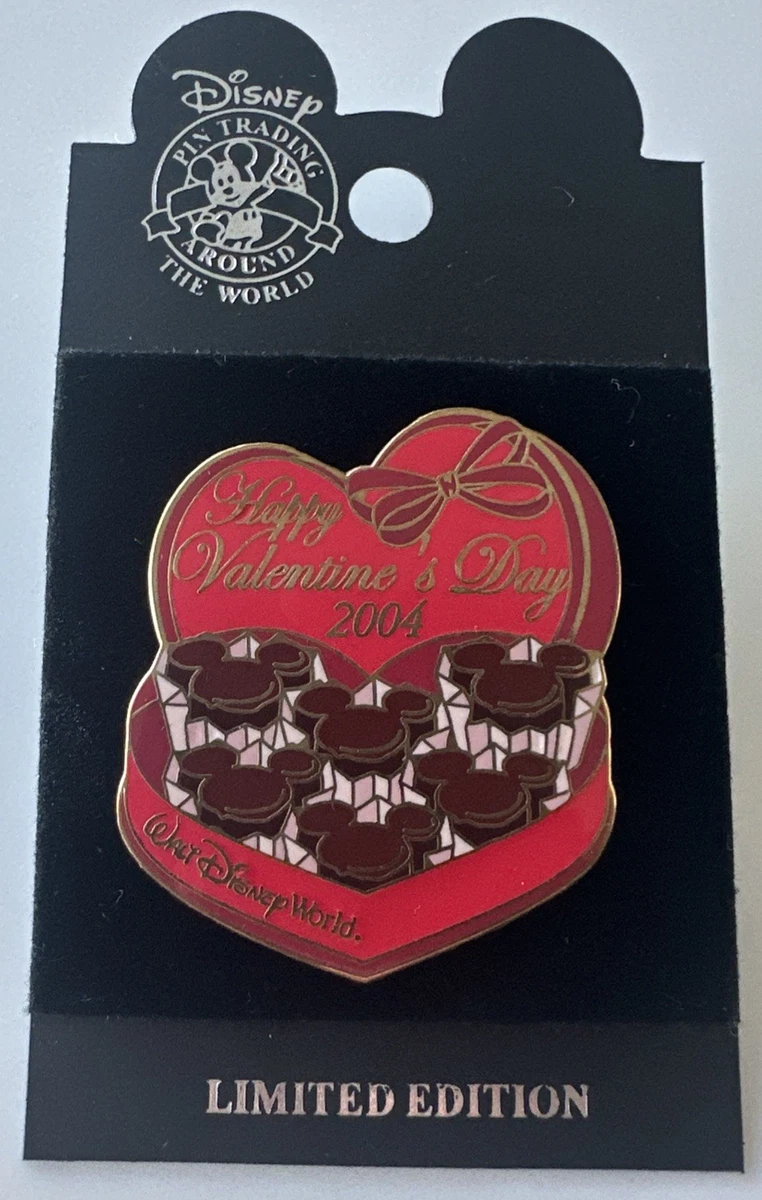 Disney
PIN TRADING
AROUND
THE WORLD
Happy
Valentine's Day
2004
Walt Disney World.
LIMITED EDITION